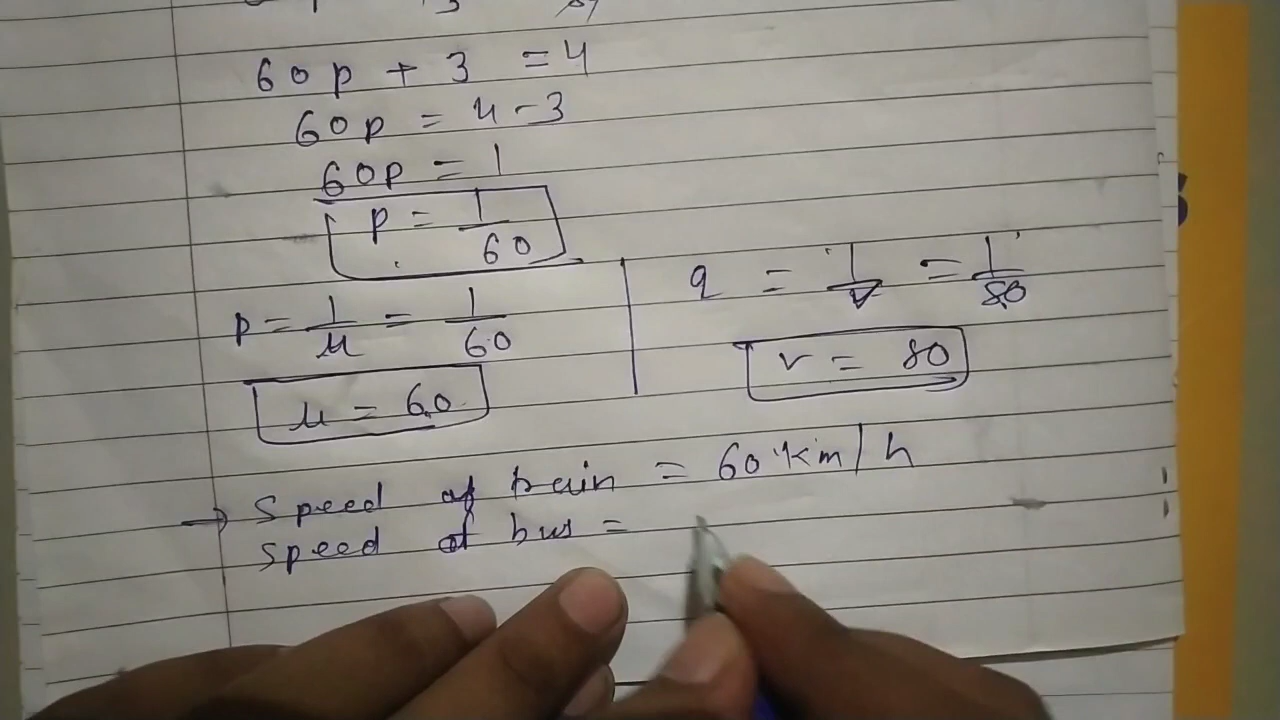 60p + 3 = 4
60p = 4 - 3
60p = 1
p = 1/60
p = 1/u = 1/60
u = 60
q = 1/v = 1/80
v = 80
→ Speed of train = 60 km/h
Speed of bus =